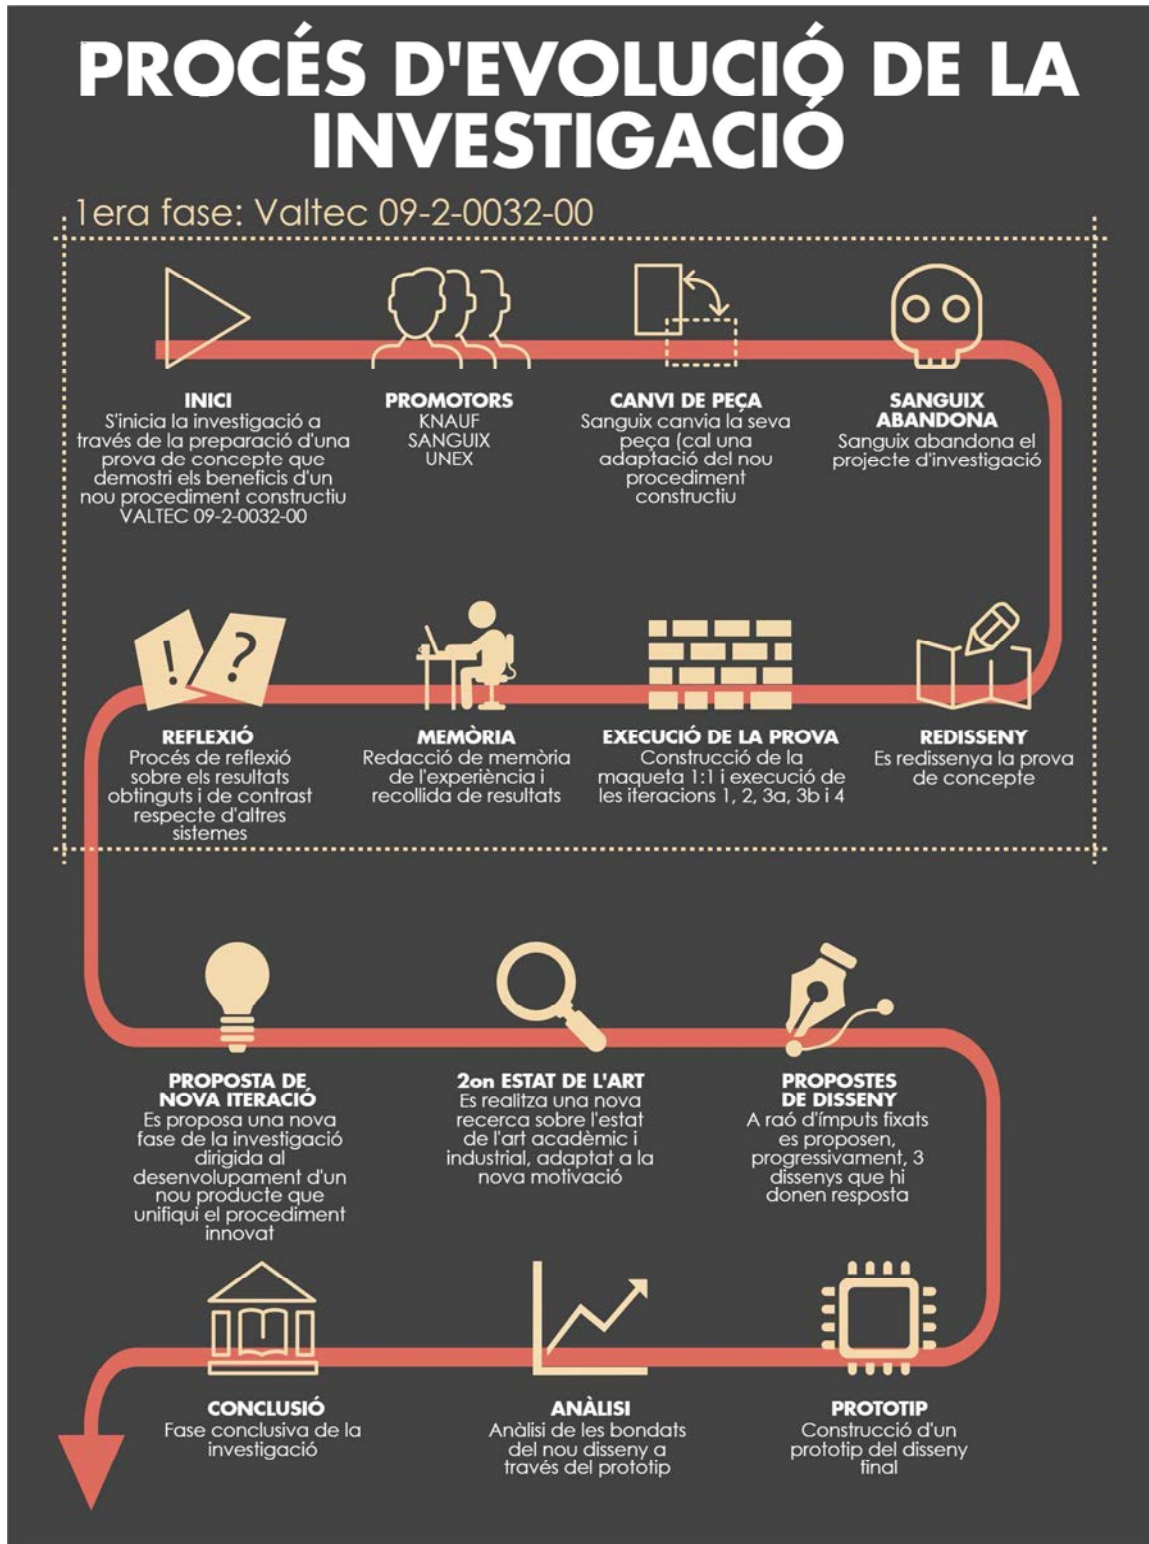 PROCÉS D'EVOLUCIÓ DE LA
INVESTIGACIÓ
1era fase: Valtec 09-2-0032-00
INICI
S'inicia la investigació a
través de la preparació d'una
prova de concepte que
demostri els beneficis d'un
nou procediment constructiu
VALTEC 09-2-0032-00
PROMOTORS
KNAUF
SANGUIX
UNEX
CANVI DE PEÇA
Sanguix canvia la seva
peça (cal una
adaptació del nou
procediment
constructiu
SANGUIX
ABANDONA
Sanguix abandona el
projecte d'investigació
! ?
REFLEXIÓ
Procés de reflexió
sobre els resultats
obtinguts i de contrast
respecte d'altres
sistemes
MEMÒRIA
Redacció de memòria
de l'experiència i
recollida de resultats
EXECUCIÓ DE LA PROVA
Construcció de la
maqueta 1:1 i execució de
les iteracions 1, 2, 3a, 3b i 4
REDISSENY
Es redissenya la prova
de concepte
PROPOSTA DE
NOVA ITERACIÓ
Es proposa una nova
fase de la investigació
dirigida al
desenvolupament d'un
nou producte que
unifiqui el procediment
innovat
2on ESTAT DE L'ART
Es realitza una nova
recerca sobre l'estat
de l'art acadèmic i
industrial, adaptat a la
nova motivació
PROPOSTES
DE DISSENY
A raó d'ímputs fixats
es proposen,
progressivament, 3
dissenys que hi
donen resposta
CONCLUSIÓ
Fase conclusiva de la
investigació
ANÀLISI
Anàlisi de les bondats
del nou disseny a
través del prototip
PROTOTIP
Construcció d'un
prototip del disseny
final